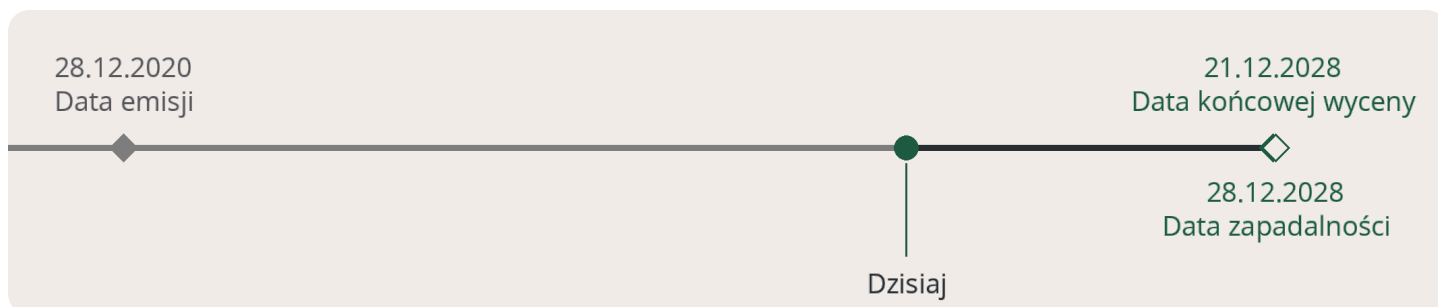 28.12.2020
Data emisji
21.12.2028
Data końcowej wyceny
28.12.2028
Data zapadalności
Dzisiaj